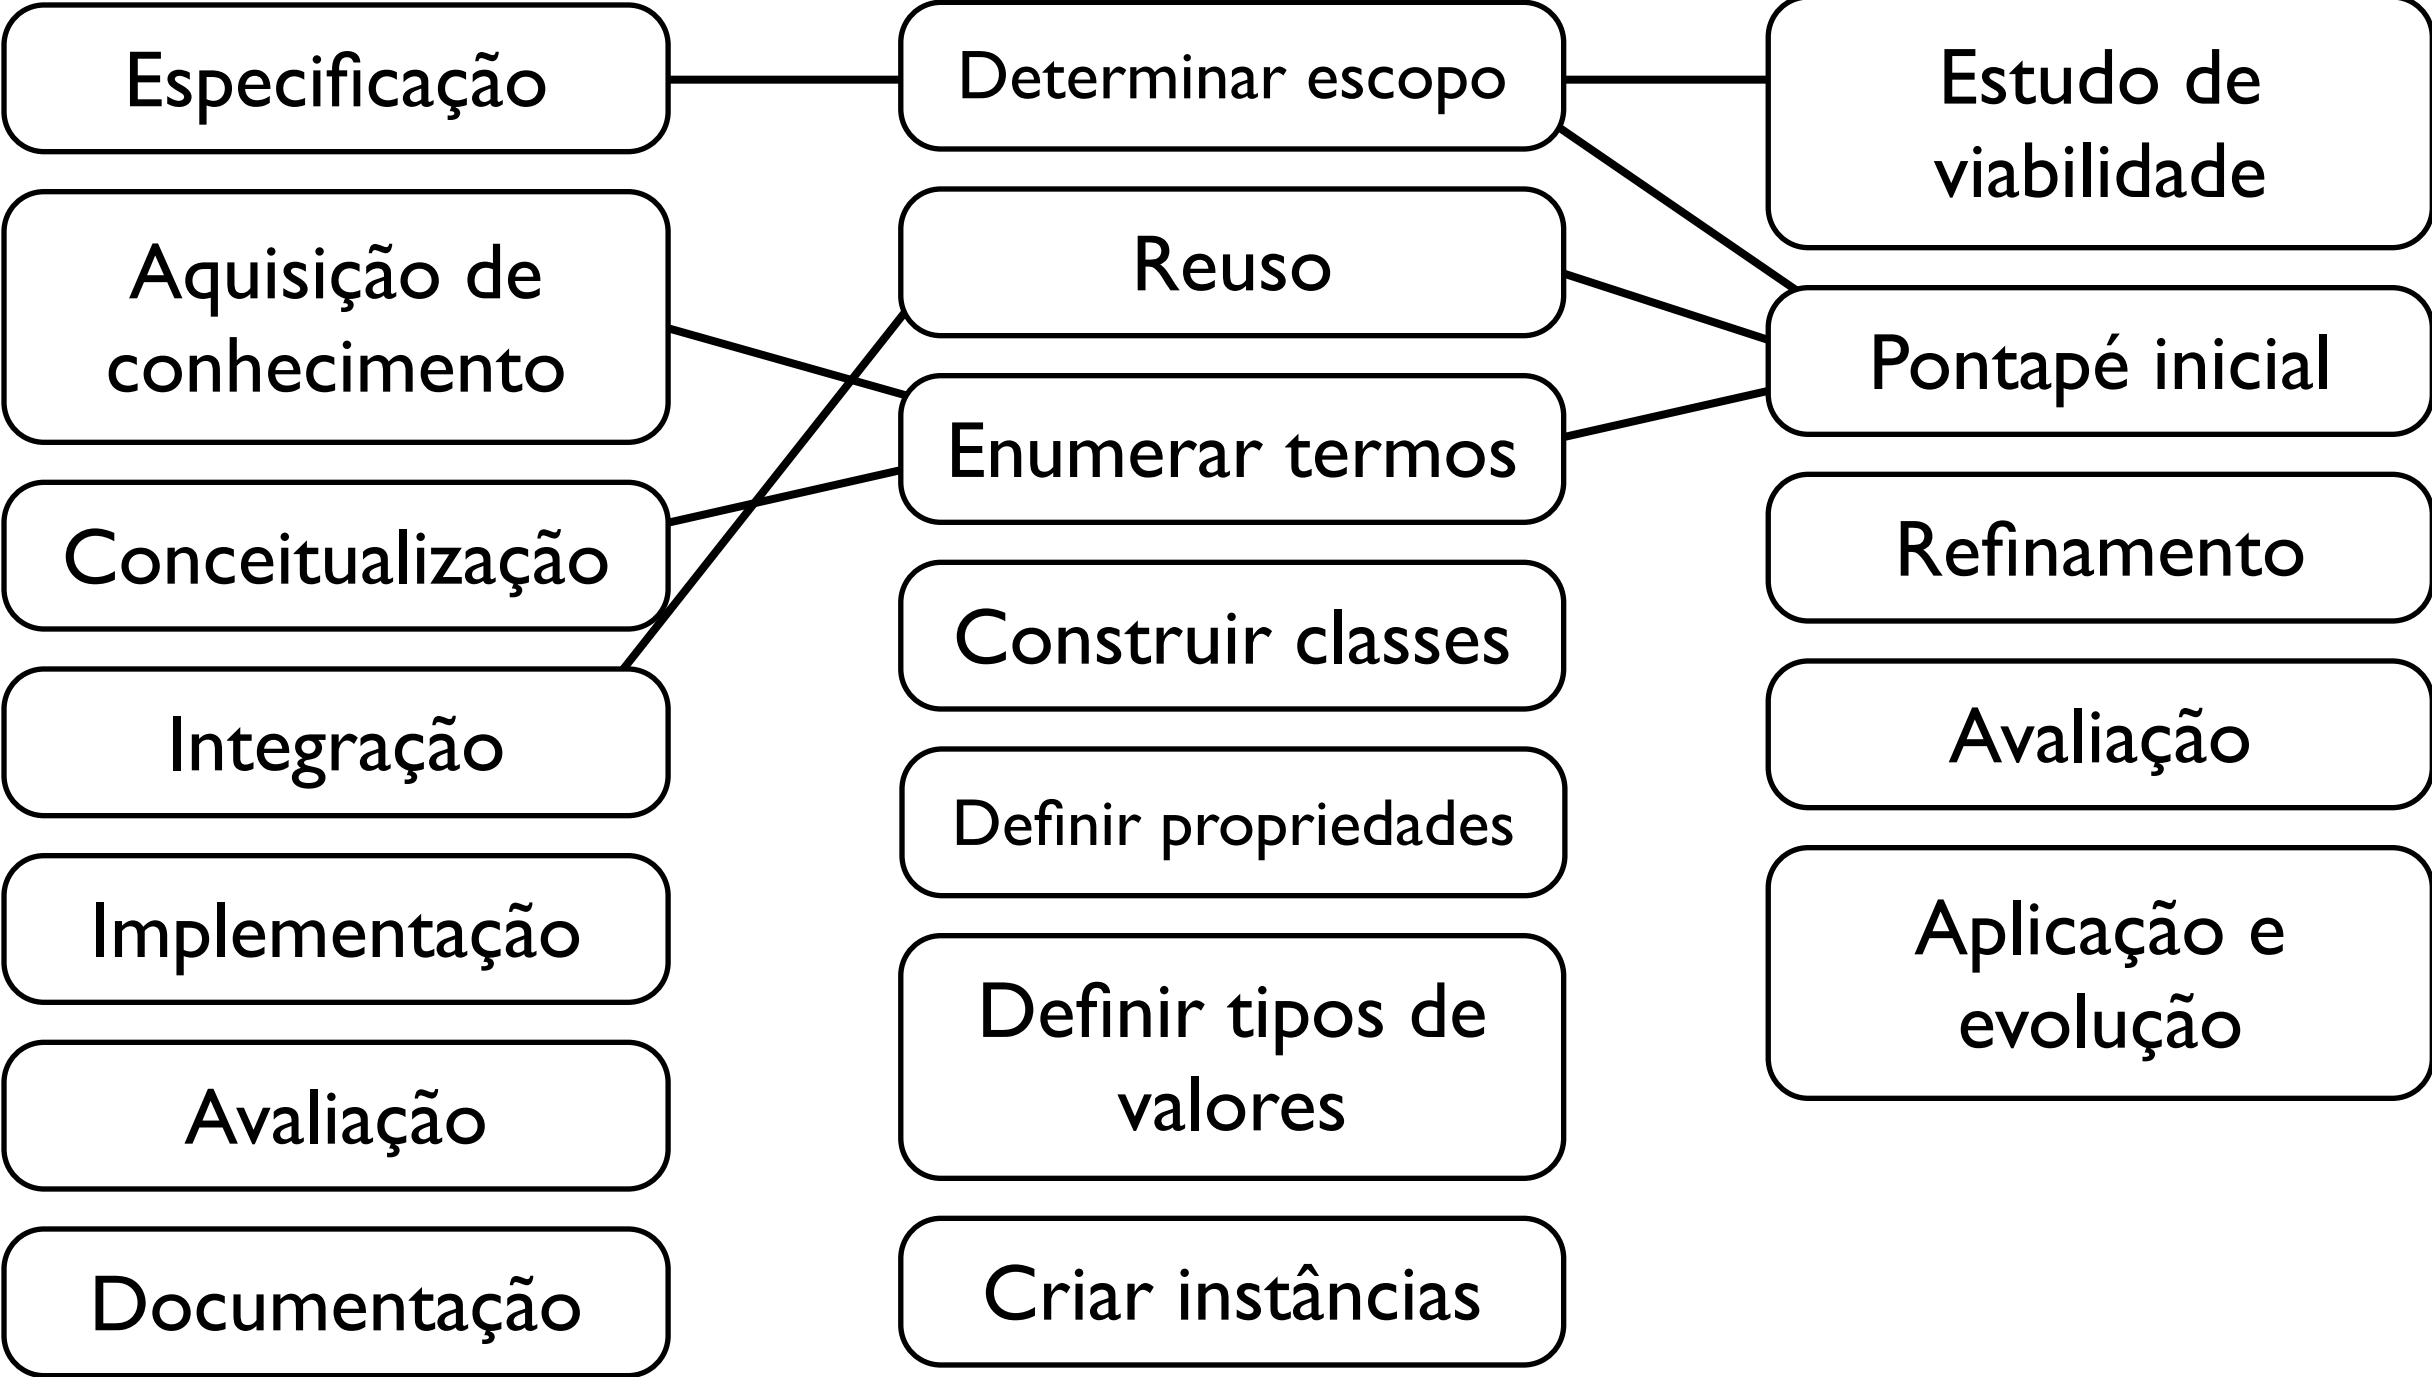 Especificação
Aquisição de
conhecimento
Conceitualização
Integração
Implementação
Avaliação
Documentação
Determinar escopo
Reuso
Enumerar termos
Construir classes
Definir propriedades
Definir tipos de
valores
Criar instâncias
Estudo de
viabilidade
Pontapé inicial
Refinamento
Avaliação
Aplicação e
evolução